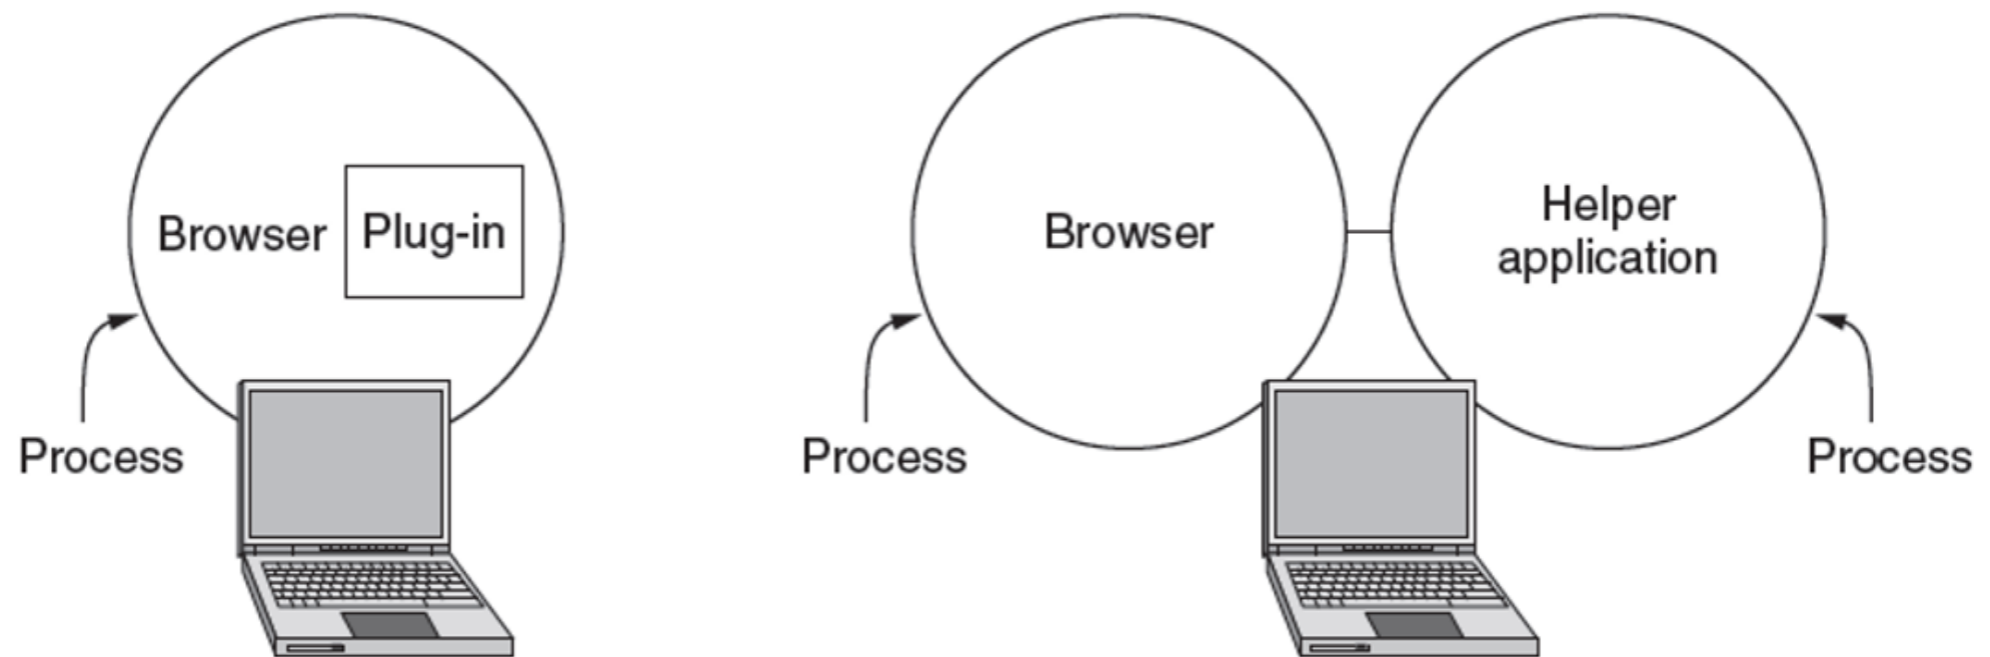 Browser
Plug-in
Process
Browser
Process
Helper
application
Process